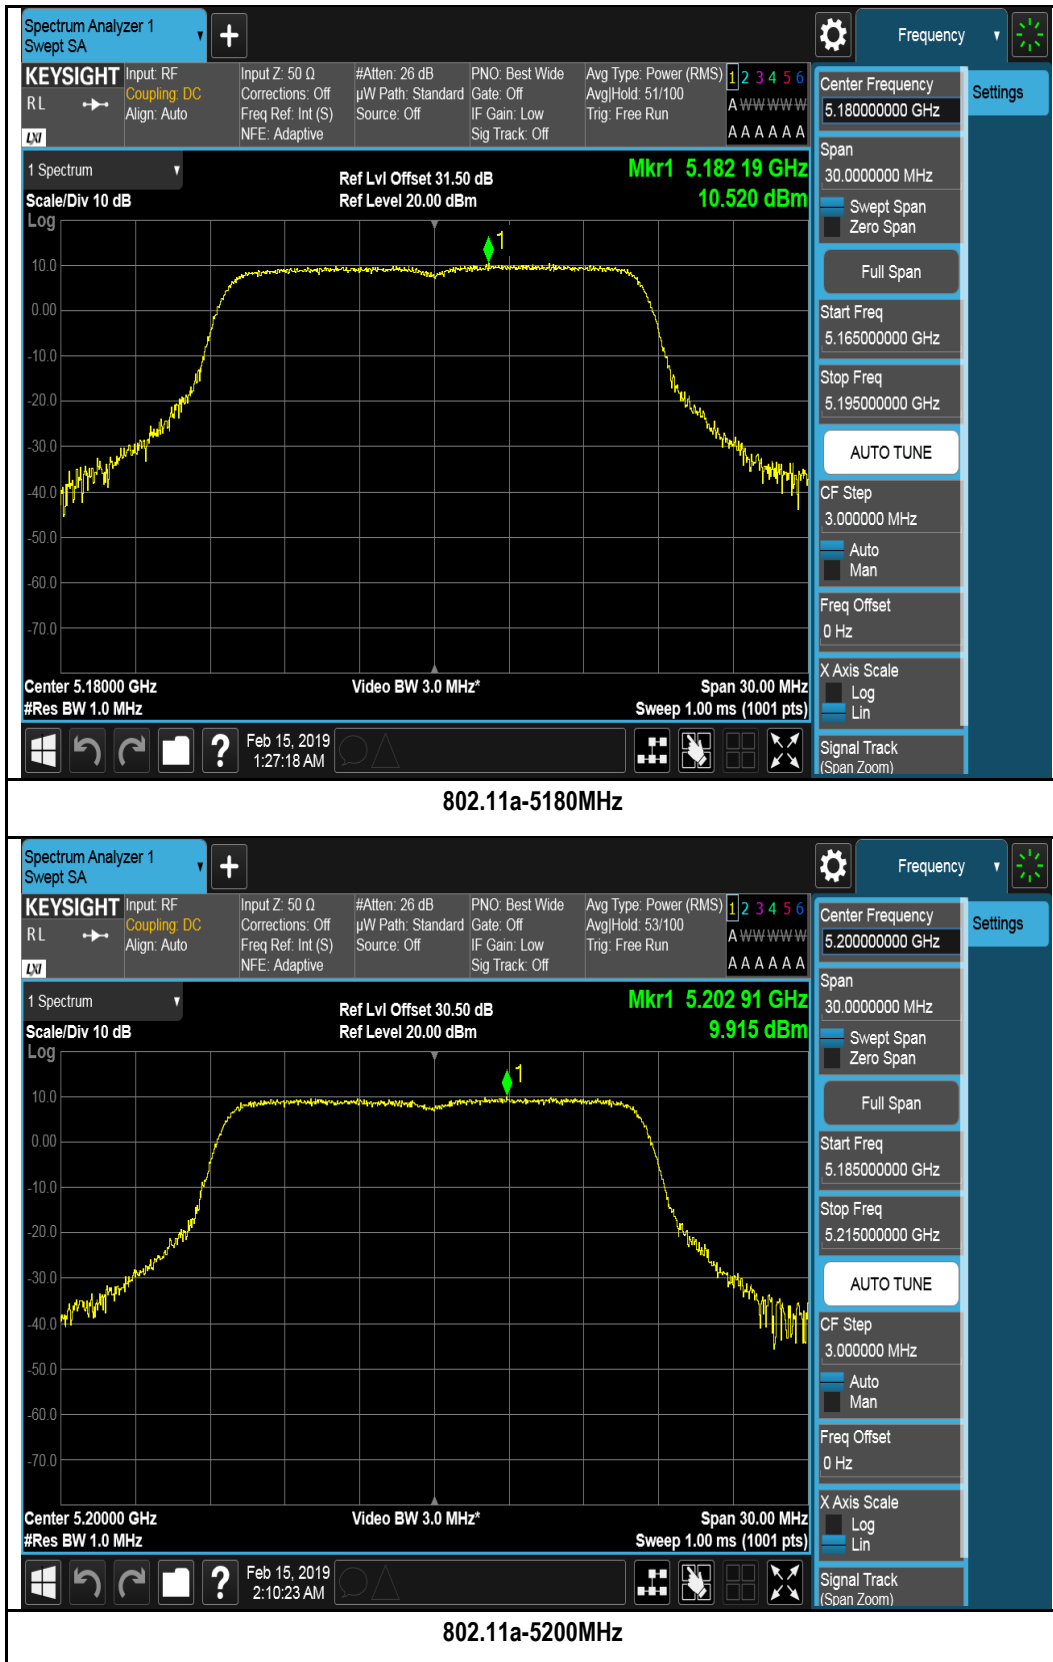 Spectrum Analyzer 1
Swept SA
+
Frequency
KEYSIGHT
RL
LXI
Input: RF
Coupling: DC
Align: Auto
Input Z: 50 Ω
Corrections: Off
Freq Ref: Int (S)
NFE: Adaptive
#Atten: 26 dB
µW Path: Standard
Source: Off
PNO: Best Wide
Gate: Off
IF Gain: Low
Sig Track: Off
Avg Type: Power (RMS)
Avg|Hold: 51/100
Trig: Free Run
1 2 3 4 5 6
A W W W W W
A A A A A A
Center Frequency
5.180000000 GHz
Settings
Span
30.0000000 MHz
Swept Span
Zero Span
Full Span
Start Freq
5.165000000 GHz
Stop Freq
5.195000000 GHz
AUTO TUNE
CF Step
3.000000 MHz
Auto
Man
Freq Offset
0 Hz
X Axis Scale
Log
Lin
Signal Track
(Span Zoom)
1 Spectrum
Scale/Div 10 dB
Log
Ref Lvl Offset 31.50 dB
Ref Level 20.00 dBm
Mkr1 5.182 19 GHz
10.520 dBm
1
10.0
0.00
-10.0
-20.0
-30.0
-40.0
-50.0
-60.0
-70.0
Center 5.18000 GHz
#Res BW 1.0 MHz
Video BW 3.0 MHz*
Span 30.00 MHz
Sweep 1.00 ms (1001 pts)
?
Feb 15, 2019
1:27:18 AM
802.11a-5180MHz
Spectrum Analyzer 1
Swept SA
+
Frequency
KEYSIGHT
RL
LXI
Input: RF
Coupling: DC
Align: Auto
Input Z: 50 Ω
Corrections: Off
Freq Ref: Int (S)
NFE: Adaptive
#Atten: 26 dB
µW Path: Standard
Source: Off
PNO: Best Wide
Gate: Off
IF Gain: Low
Sig Track: Off
Avg Type: Power (RMS)
Avg|Hold: 53/100
Trig: Free Run
1 2 3 4 5 6
A W W W W W
A A A A A A
Center Frequency
5.200000000 GHz
Settings
Span
30.0000000 MHz
Swept Span
Zero Span
Full Span
Start Freq
5.185000000 GHz
Stop Freq
5.215000000 GHz
AUTO TUNE
CF Step
3.000000 MHz
Auto
Man
Freq Offset
0 Hz
X Axis Scale
Log
Lin
Signal Track
(Span Zoom)
1 Spectrum
Scale/Div 10 dB
Log
Ref Lvl Offset 30.50 dB
Ref Level 20.00 dBm
Mkr1 5.202 91 GHz
9.915 dBm
1
10.0
0.00
-10.0
-20.0
-30.0
-40.0
-50.0
-60.0
-70.0
Center 5.20000 GHz
#Res BW 1.0 MHz
Video BW 3.0 MHz*
Span 30.00 MHz
Sweep 1.00 ms (1001 pts)
?
Feb 15, 2019
2:10:23 AM
802.11a-5200MHz